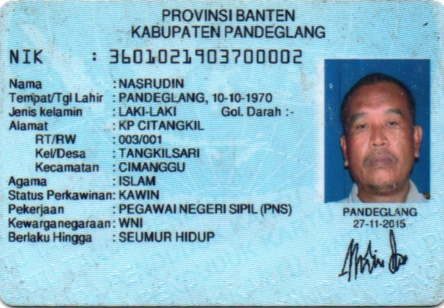 PROVINSI BANTEN
KABUPATEN PANDEGLANG
NIK : 3601021903700002
Nama : NASRUDIN
Tempat/Tgl Lahir : PANDEGLANG, 10-10-1970
Jenis kelamin : LAKI-LAKI Gol. Darah :-
Alamat : KP CITANGKIL
RT/RW : 003/001
Kel/Desa : TANGKILSARI
Kecamatan : CIMANGGU
Agama : ISLAM
Status Perkawinan: KAWIN
Pekerjaan : PEGAWAI NEGERI SIPIL (PNS)
Kewarganegaraan: WNI
Berlaku Hingga : SEUMUR HIDUP
PANDEGLANG
27-11-2015